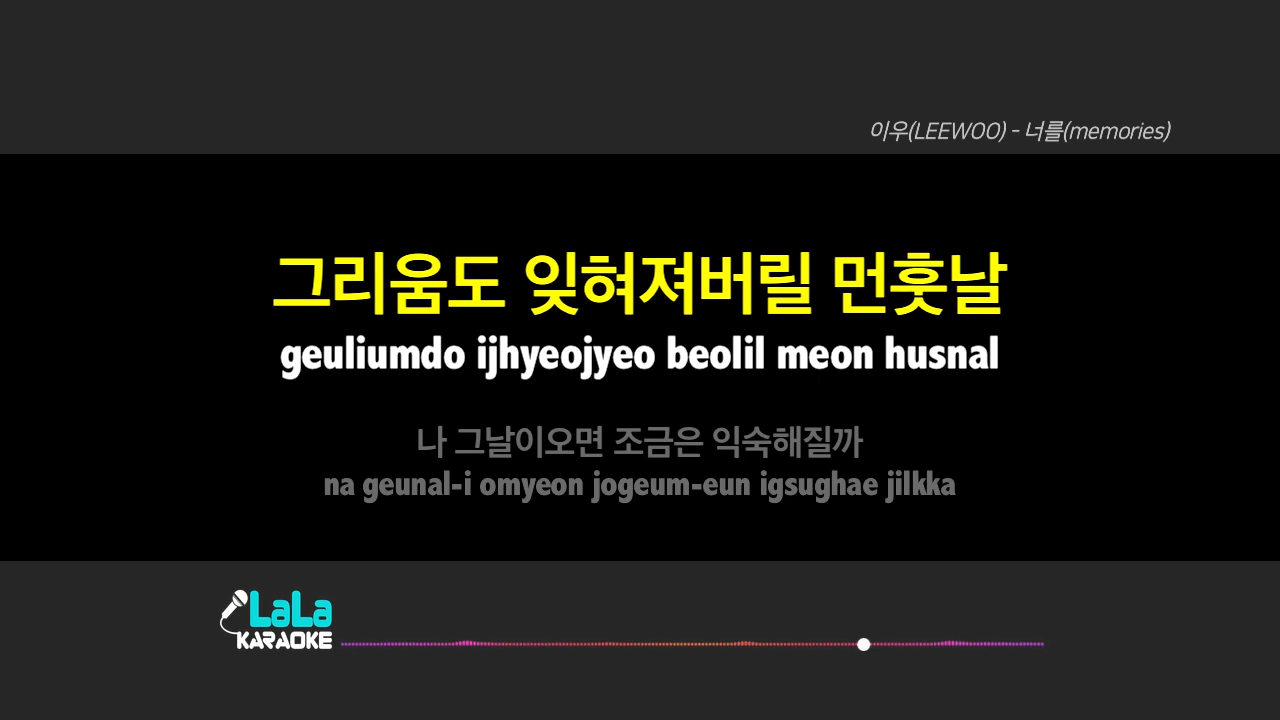 이우(LEEWOO) - 너를(memories)
그리움도 잊혀져버릴 먼훗날
geuliumdo ijhyeojyeo beolil meon husnal
나 그날이오면 조금은 익숙해질까
na geunal-i omyeon jogeum-eun igsughae jilkka
LaLa
KARAOKE